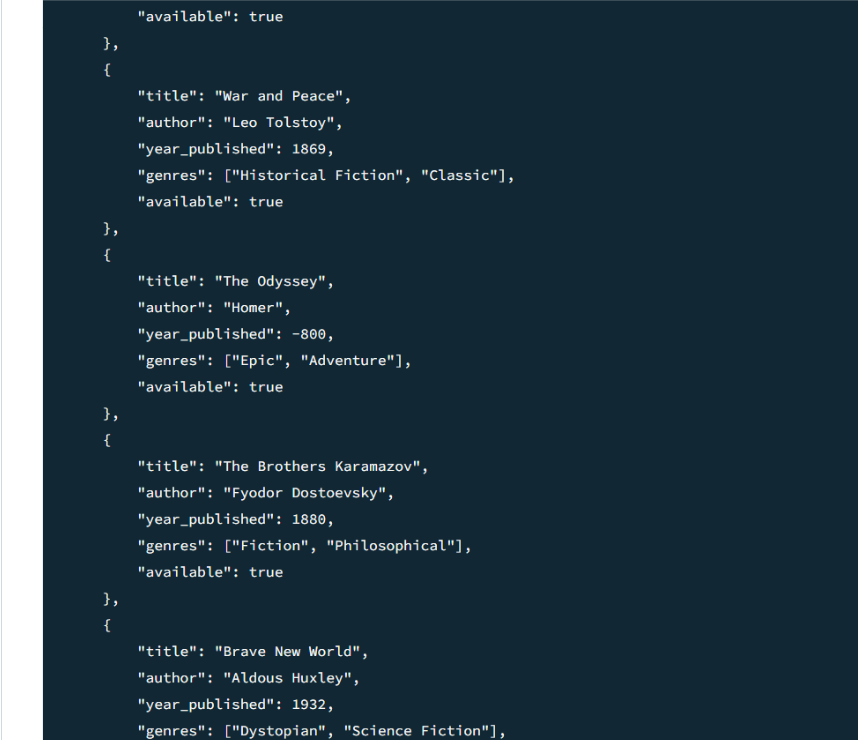 "available": true
},
{
"title": "War and Peace",
"author": "Leo Tolstoy",
"year_published": 1869,
"genres": ["Historical Fiction", "Classic"],
"available": true
},
{
"title": "The Odyssey",
"author": "Homer",
"year_published": -800,
"genres": ["Epic", "Adventure"],
"available": true
},
{
"title": "The Brothers Karamazov",
"author": "Fyodor Dostoevsky",
"year_published": 1880,
"genres": ["Fiction", "Philosophical"],
"available": true
},
{
"title": "Brave New World",
"author": "Aldous Huxley",
"year_published": 1932,
"genres": ["Dystopian", "Science Fiction"],